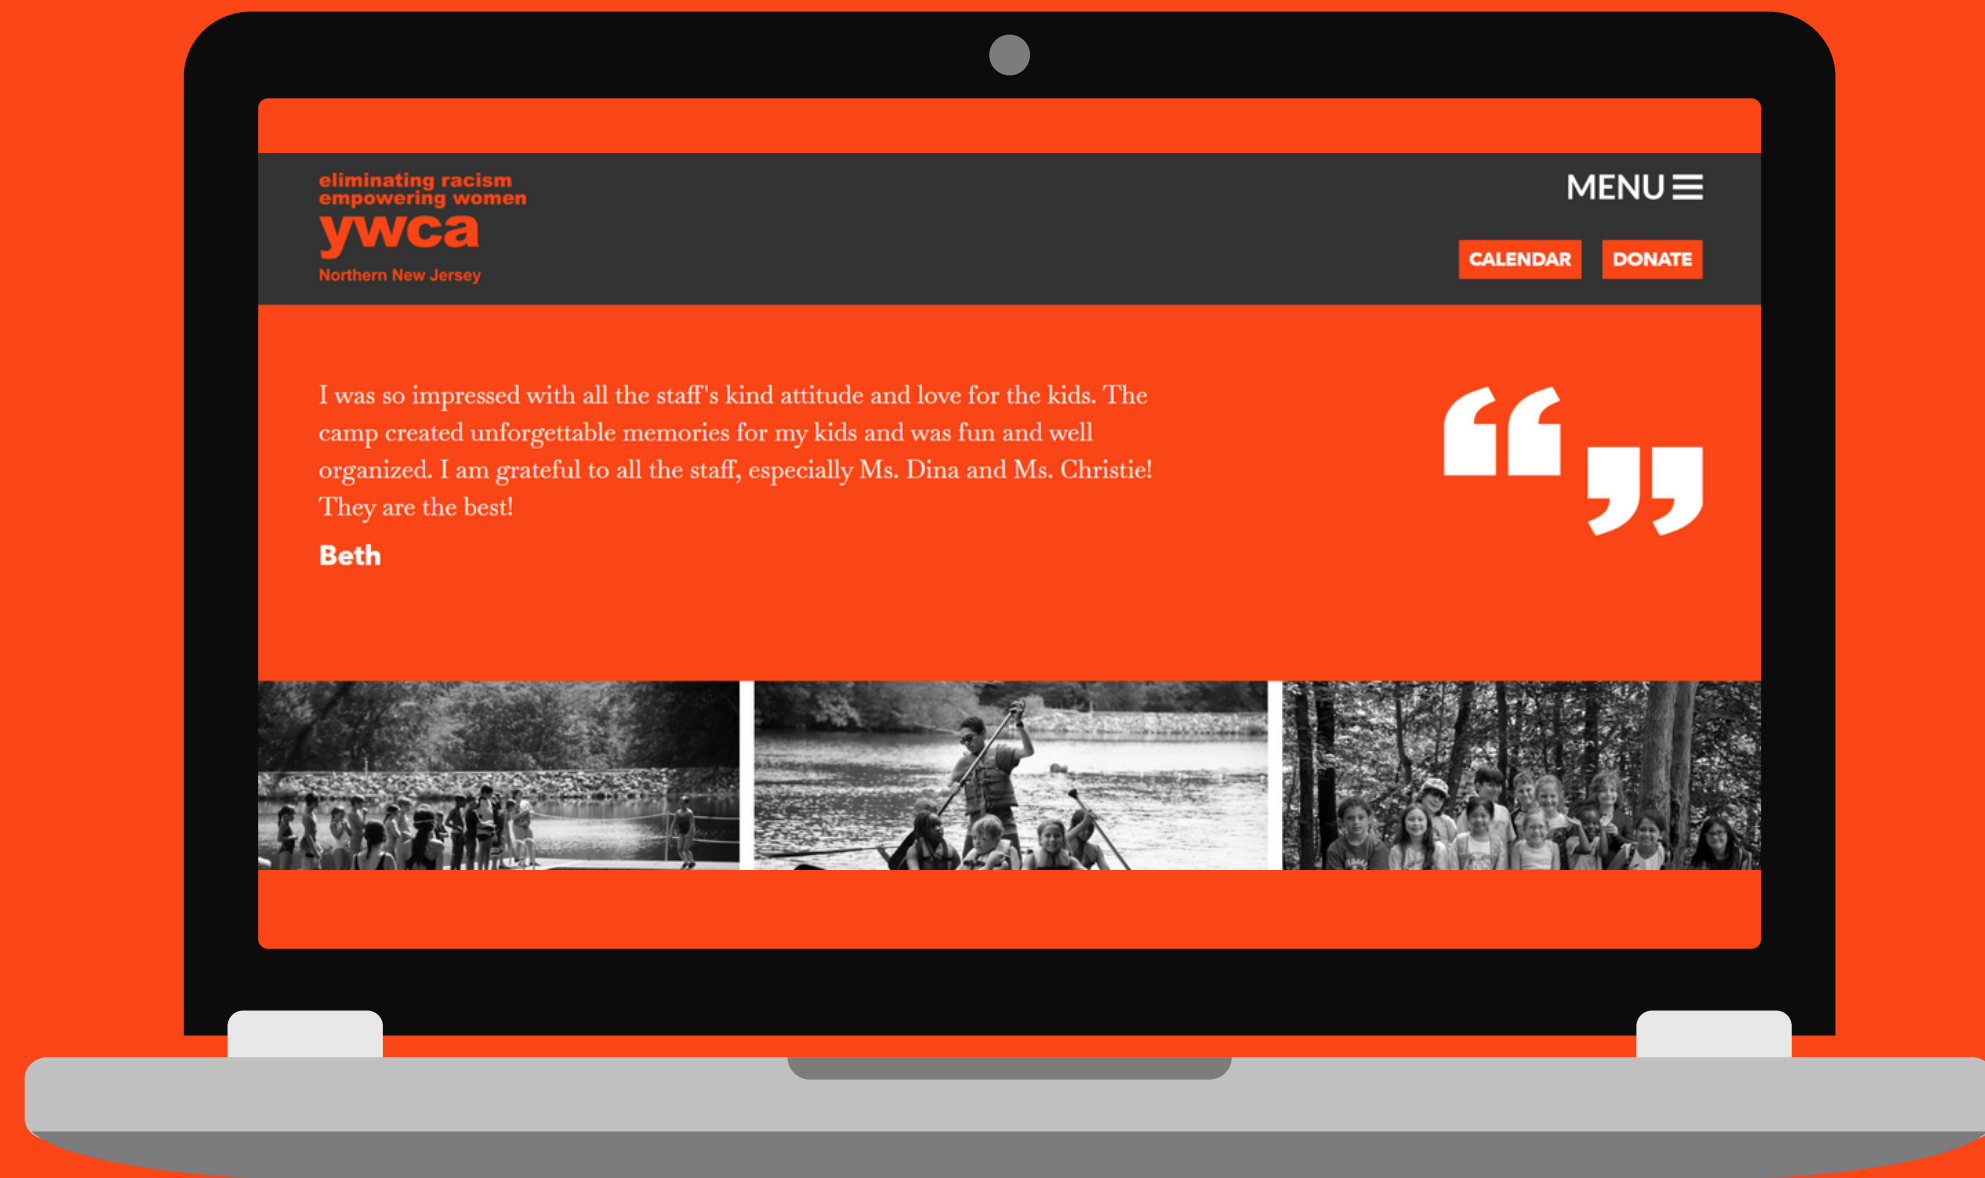 eliminating racism
empowering women
ywca
Northern New Jersey
MENU
CALENDAR DONATE
I was so impressed with all the staff's kind attitude and love for the kids. The
camp created unforgettable memories for my kids and was fun and well
organized. I am grateful to all the staff, especially Ms. Dina and Ms. Christie!
They are the best!
Beth
“ ”